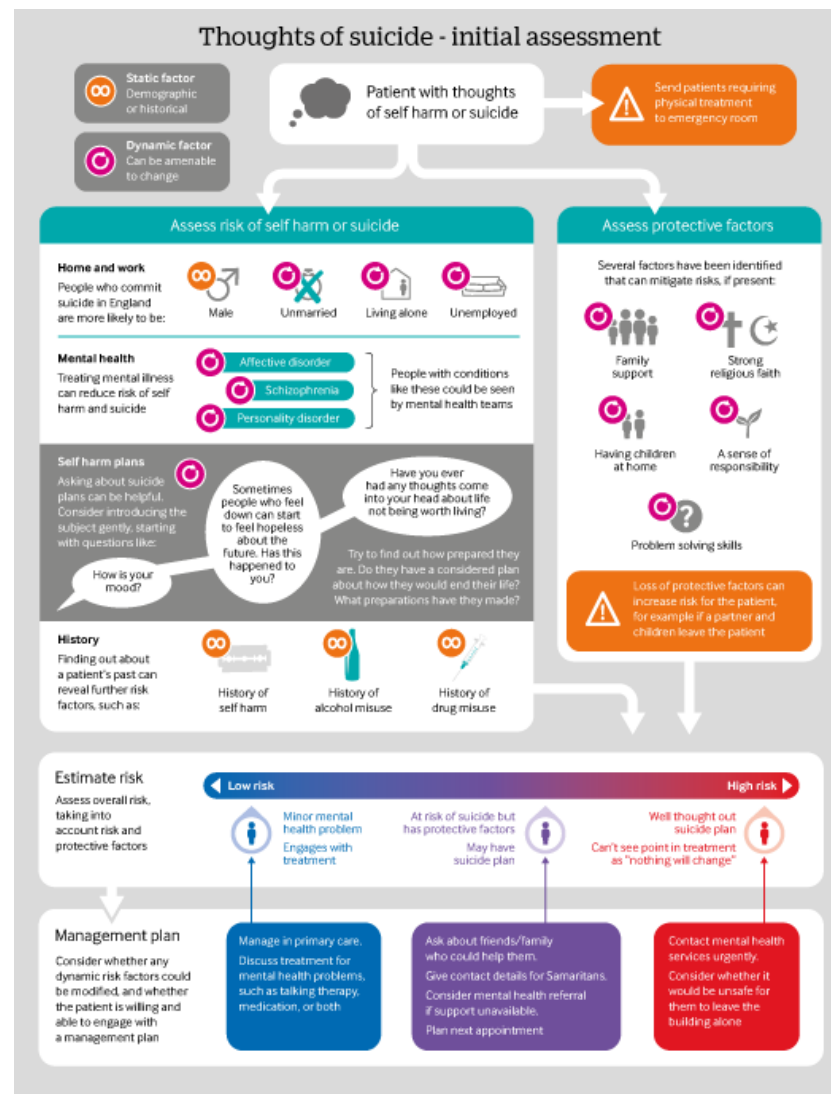 Thoughts of suicide - initial assessment
Static factor
Demographic
or historical
Dynamic factor
Can be amenable
to change
Patient with thoughts
of self harm or suicide
Send patients requiring
physical treatment
to emergency room
Assess risk of self harm or suicide
Home and work
People who commit
suicide in England
are more likely to be:
Male
Unmarried
Living alone
Unemployed
Mental health
Treating mental illness
can reduce risk of self
harm and suicide
Affective disorder
Schizophrenia
Personality disorder
People with conditions
like these could be seen
by mental health teams
Self harm plans
Asking about suicide
plans can be helpful.
Consider introducing the
subject gently, starting
with questions like:
How is your
mood?
Sometimes
people who feel
down can start
to feel hopeless
about the
future. Has this
happened to
you?
Have you ever
had any thoughts come
into your head about life
not being worth living?
Try to find out how prepared they
are. Do they have a considered plan
about how they would end their life?
What preparations have they made?
History
Finding out about
a patient's past can
reveal further risk
factors, such as:
History of
self harm
History of
alcohol misuse
History of
drug misuse
Assess protective factors
Several factors have been identified
that can mitigate risks, if present:
Family
support
Strong
religious faith
Having children
at home
A sense of
responsibility
Problem solving skills
Loss of protective factors can
increase risk for the patient,
for example if a partner and
children leave the patient
Estimate risk
Assess overall risk,
taking into
account risk and
protective factors
Low risk
High risk
Minor mental
health problem
Engages with
treatment
At risk of suicide but
has protective factors
May have
suicide plan
Well thought out
suicide plan
Can't see point in treatment
as "nothing will change"
Management plan
Consider whether any
dynamic risk factors could
be modified, and whether
the patient is willing and
able to engage with
a management plan
Manage in primary care.
Discuss treatment for
mental health problems,
such as talking therapy,
medication, or both
Ask about friends/family
who could help them.
Give contact details for Samaritans.
Consider mental health referral
if support unavailable.
Plan next appointment
Contact mental health
services urgently.
Consider whether it
would be unsafe for
them to leave the
building alone